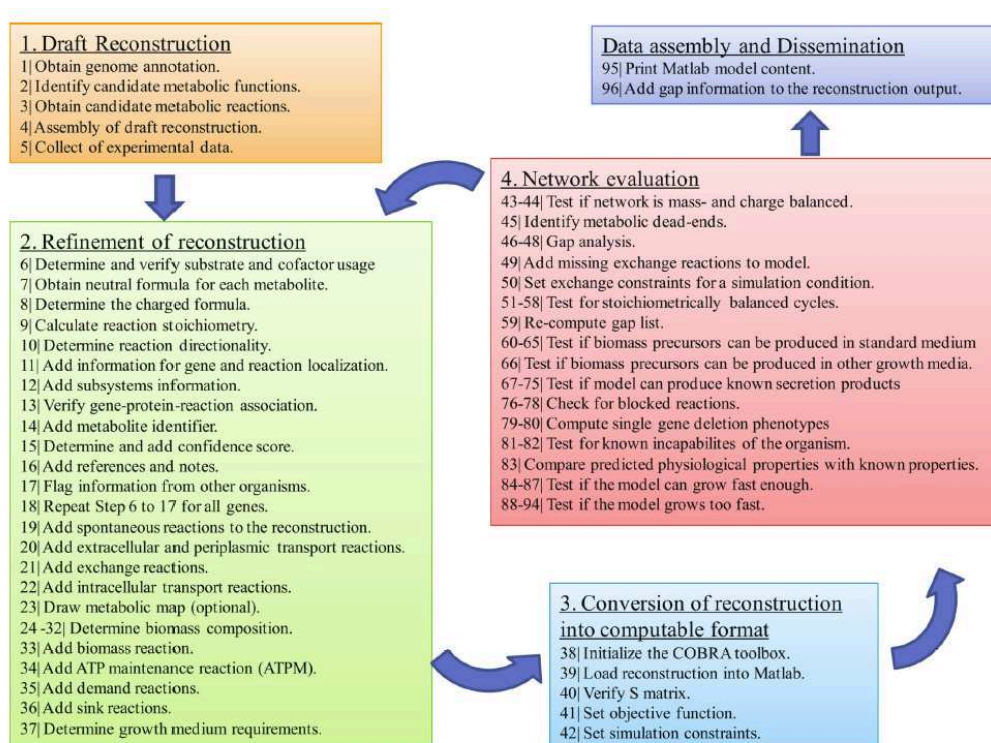 1. Draft Reconstruction
1| Obtain genome annotation.
2| Identify candidate metabolic functions.
3| Obtain candidate metabolic reactions.
4| Assembly of draft reconstruction.
5| Collect of experimental data.
2. Refinement of reconstruction
6| Determine and verify substrate and cofactor usage
7| Obtain neutral formula for each metabolite.
8| Determine the charged formula.
9| Calculate reaction stoichiometry.
10| Determine reaction directionality.
11| Add information for gene and reaction localization.
12| Add subsystems information.
13| Verify gene-protein-reaction association.
14| Add metabolite identifier.
15| Determine and add confidence score.
16| Add references and notes.
17| Flag information from other organisms.
18| Repeat Step 6 to 17 for all genes.
19| Add spontaneous reactions to the reconstruction.
20| Add extracellular and periplasmic transport reactions.
21| Add exchange reactions.
22| Add intracellular transport reactions.
23| Draw metabolic map (optional).
24 -32| Determine biomass composition.
33| Add biomass reaction.
34| Add ATP maintenance reaction (ATPM).
35| Add demand reactions.
36| Add sink reactions.
37| Determine growth medium requirements.
3. Conversion of reconstruction
into computable format
38| Initialize the COBRA toolbox.
39| Load reconstruction into Matlab.
40| Verify S matrix.
41| Set objective function.
42| Set simulation constraints.
4. Network evaluation
43-44| Test if network is mass- and charge balanced.
45| Identify metabolic dead-ends.
46-48| Gap analysis.
49| Add missing exchange reactions to model.
50| Set exchange constraints for a simulation condition.
51-58| Test for stoichiometrically balanced cycles.
59| Re-compute gap list.
60-65| Test if biomass precursors can be produced in standard medium
66| Test if biomass precursors can be produced in other growth media.
67-75| Test if model can produce known secretion products
76-78| Check for blocked reactions.
79-80| Compute single gene deletion phenotypes
81-82| Test for known incapabilites of the organism.
83| Compare predicted physiological properties with known properties.
84-87| Test if the model can grow fast enough.
88-94| Test if the model grows too fast.
Data assembly and Dissemination
95| Print Matlab model content.
96| Add gap information to the reconstruction output.